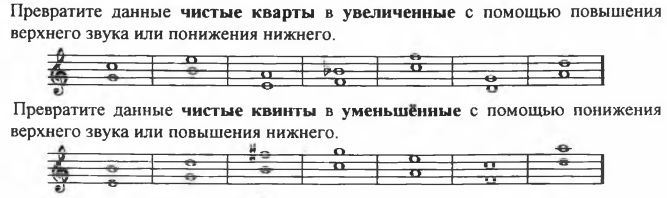 Превратите данные чистые кварты в увеличенные с помощью повышения
верхнего звука или понижения нижнего.
Превратите данные чистые квинты в уменьшённые с помощью понижения
верхнего звука или повышения нижнего.